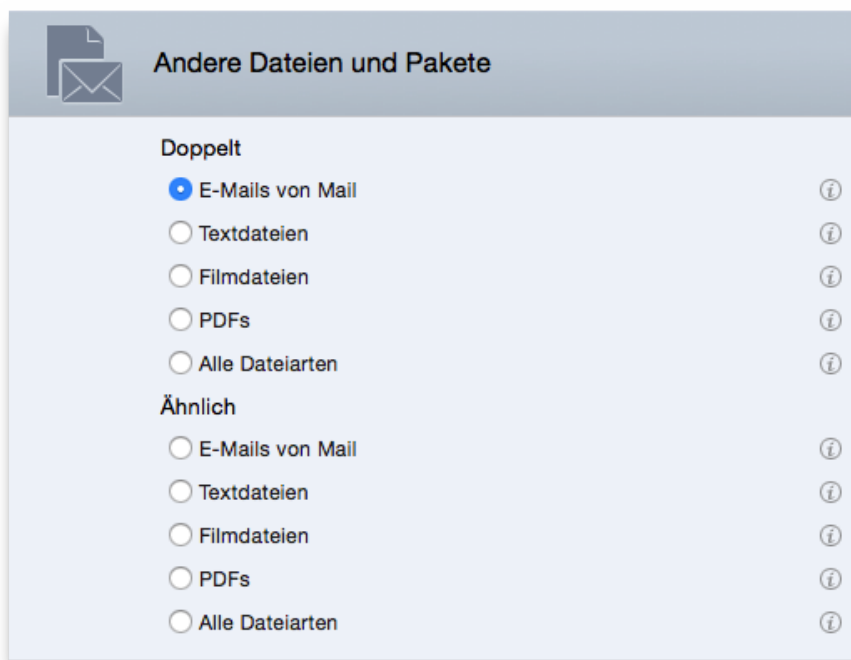 Andere Dateien und Pakete
Doppelt
E-Mails von Mail
Textdateien
Filmdateien
PDFs
Alle Dateiarten
Ähnlich
E-Mails von Mail
Textdateien
Filmdateien
PDFs
Alle Dateiarten